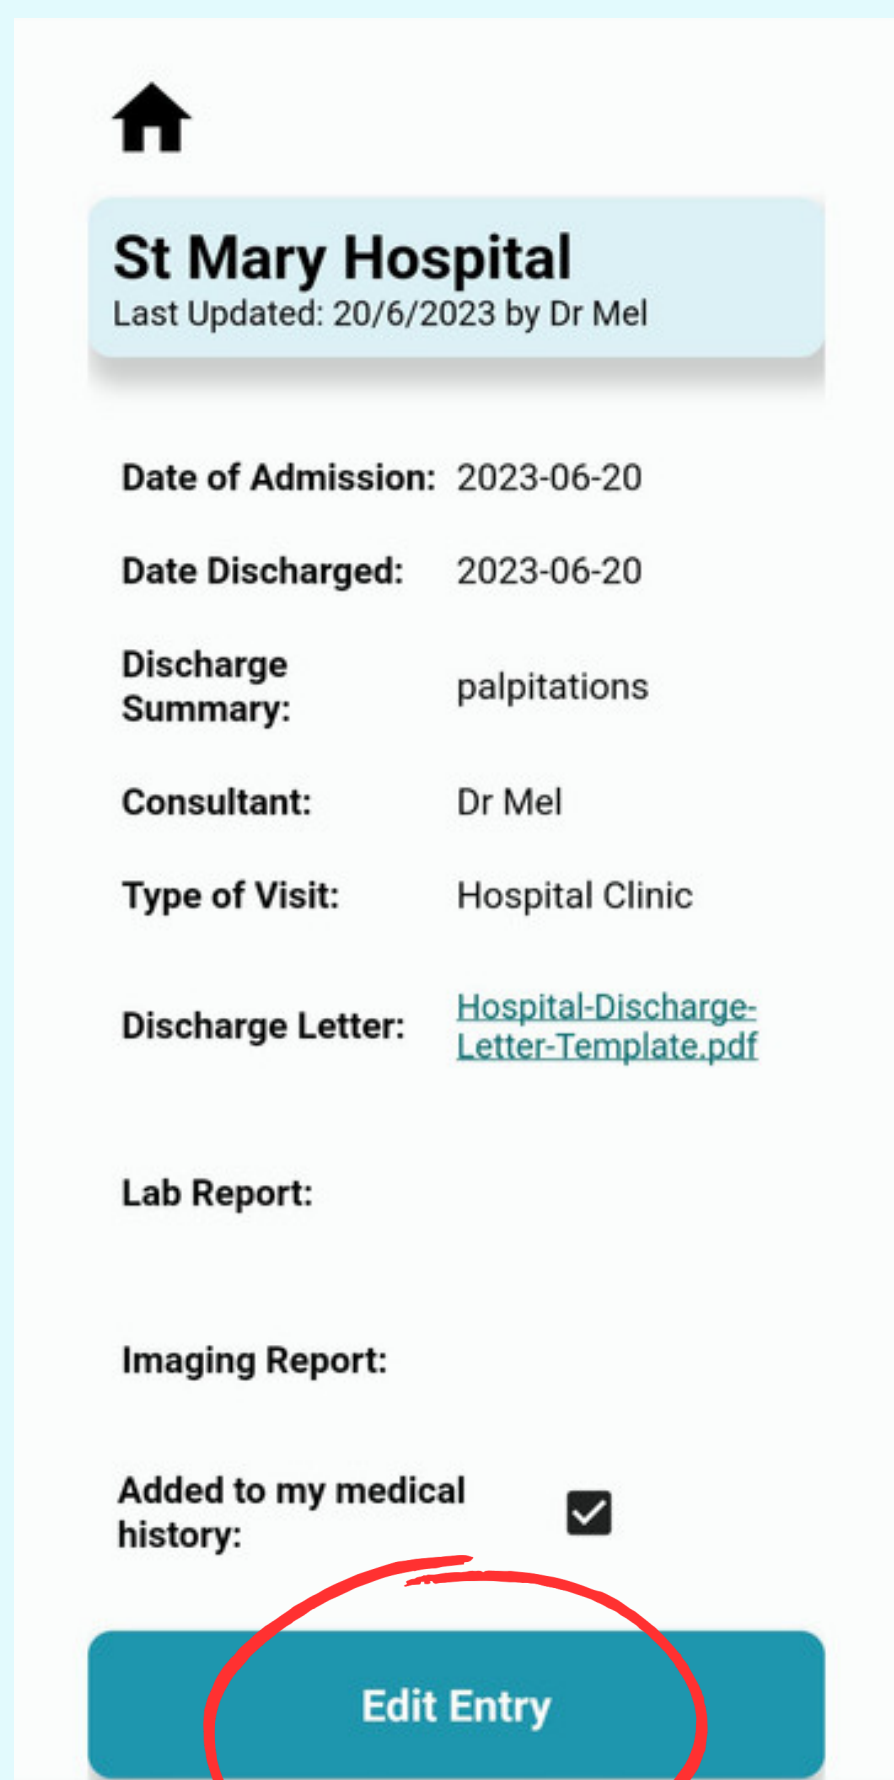 St Mary Hospital
Last Updated: 20/6/2023 by Dr Mel
Date of Admission: 2023-06-20
Date Discharged: 2023-06-20
Discharge
Summary:
palpitations
Consultant: Dr Mel
Type of Visit: Hospital Clinic
Discharge Letter:
Hospital-Discharge-
Letter-Template.pdf
Lab Report:
Imaging Report:
Added to my medical
history:
Edit Entry